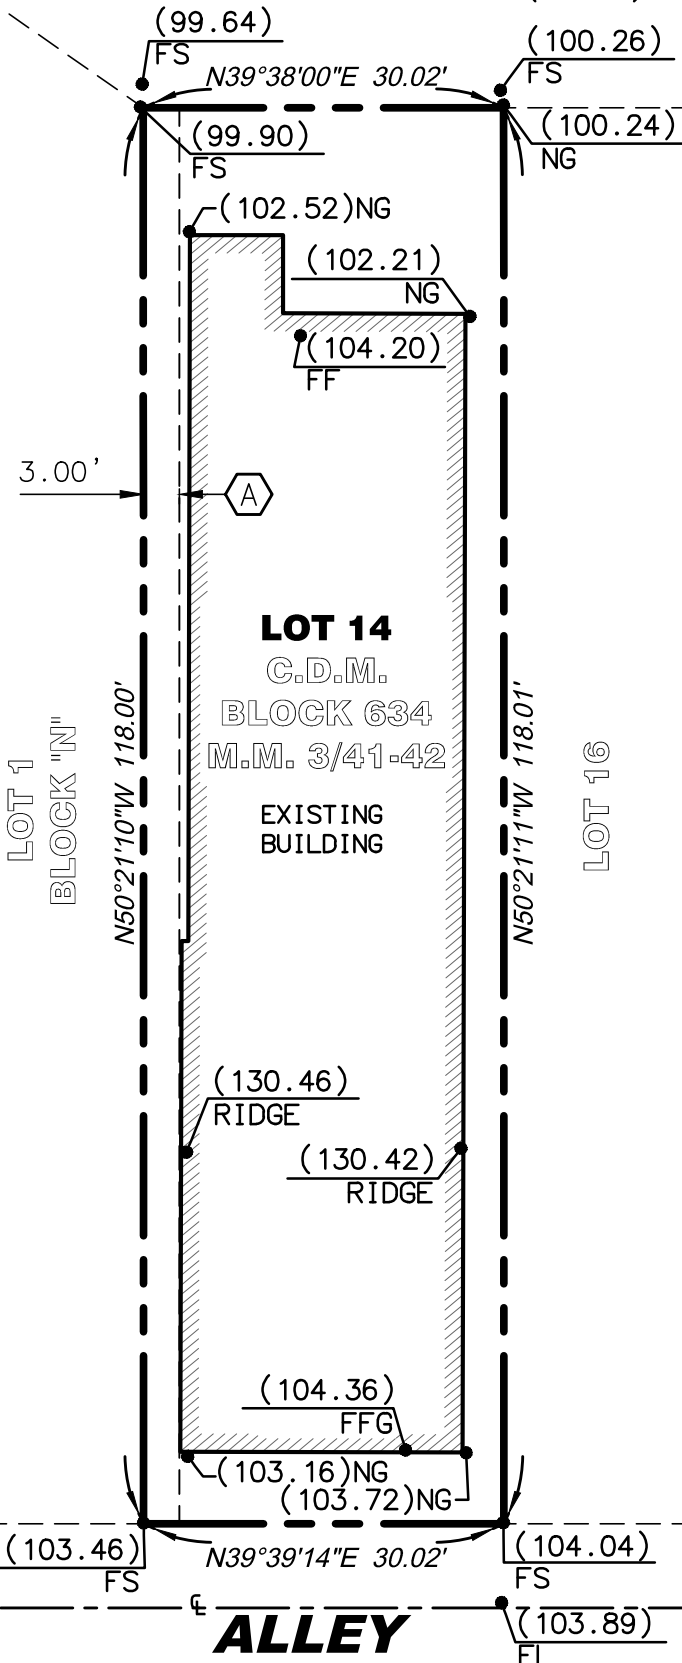 (99.64)
FS
N39°38'00"E 30.02'
(100.26)
FS
(99.90)
FS
(100.24)
NG
(102.52)NG
(102.21)
NG
(104.20)
FF
3.00'
A
LOT 14
C.D.M.
BLOCK 634
M.M. 3/41-42
EXISTING
BUILDING
LOT 1
BLOCK "N"
N50°21'10"W 118.00'
N50°21'11"W 118.01'
LOT 16
(130.46)
RIDGE
(130.42)
RIDGE
(104.36)
FFG
(103.16)NG
(103.72)NG
(103.46)
FS
N39°39'14"E 30.02'
(104.04)
FS
℄
ALLEY
(103.89)